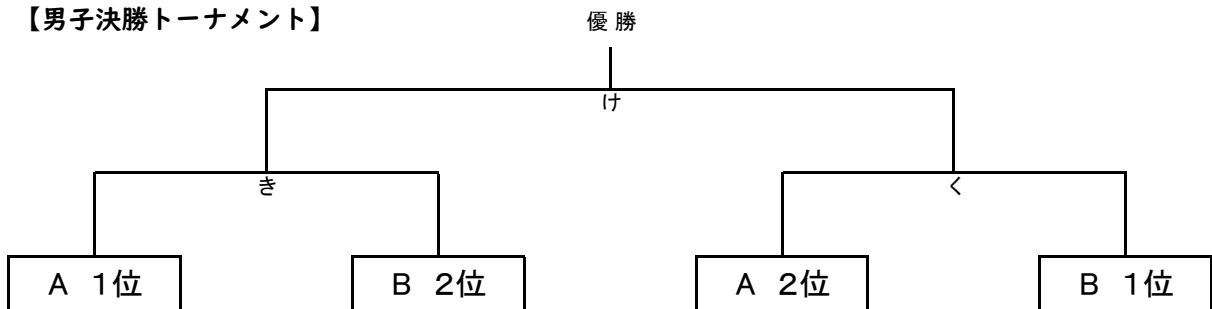 【男子決勝トーナメント】
優 勝
け
き
く
A 1位
B 2位
A 2位
B 1位